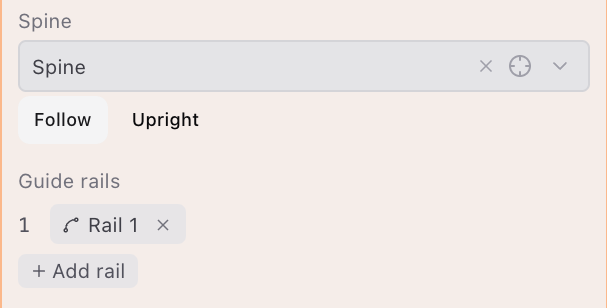 Spine
Spine
Follow Upright
Guide rails
1 Rail 1
+ Add rail